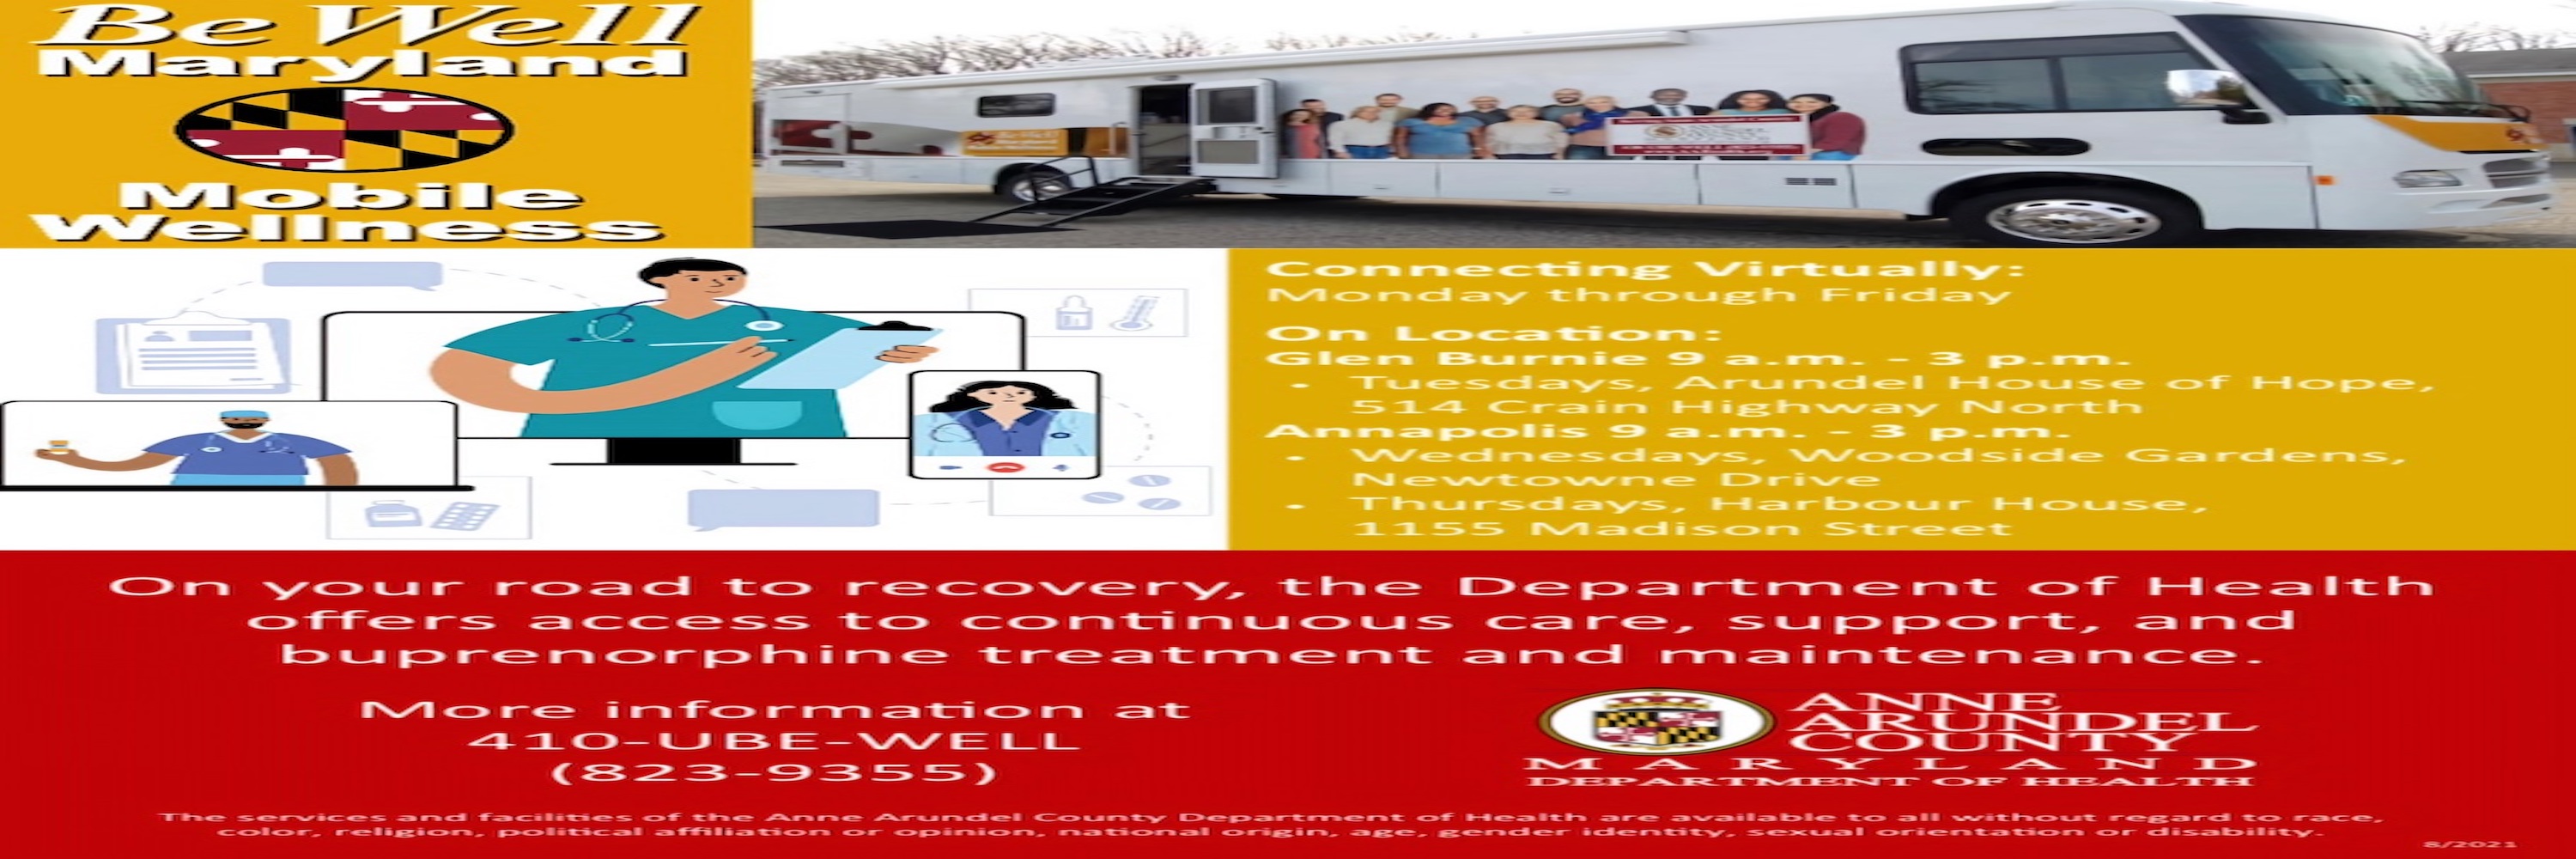 Be Well
Maryland
Mobile
Wellness
Be Well
Connecting Virtually:
Monday through Friday
On Location:
Glen Burnie 9 a.m. - 3 p.m.
• Tuesdays, Arundel House of Hope,
514 Crain Highway North
Annapolis 9 a.m. - 3 p.m.
• Wednesdays, Woodside Gardens,
Newtowne Drive
• Thursdays, Harbour House,
1155 Madison Street
On your road to recovery, the Department of Health
offers access to continuous care, support, and
buprenorphine treatment and maintenance.
More information at
410-UBE-WELL
(823-9355)
ANNE
ARUNDEL
COUNTY
MARYLAND
DEPARTMENT OF HEALTH
The services and facilities of the Anne Arundel County Department of Health are available to all without regard to race,
color, religion, political affiliation or opinion, national origin, age, gender identity, sexual orientation or disability.
8/2021